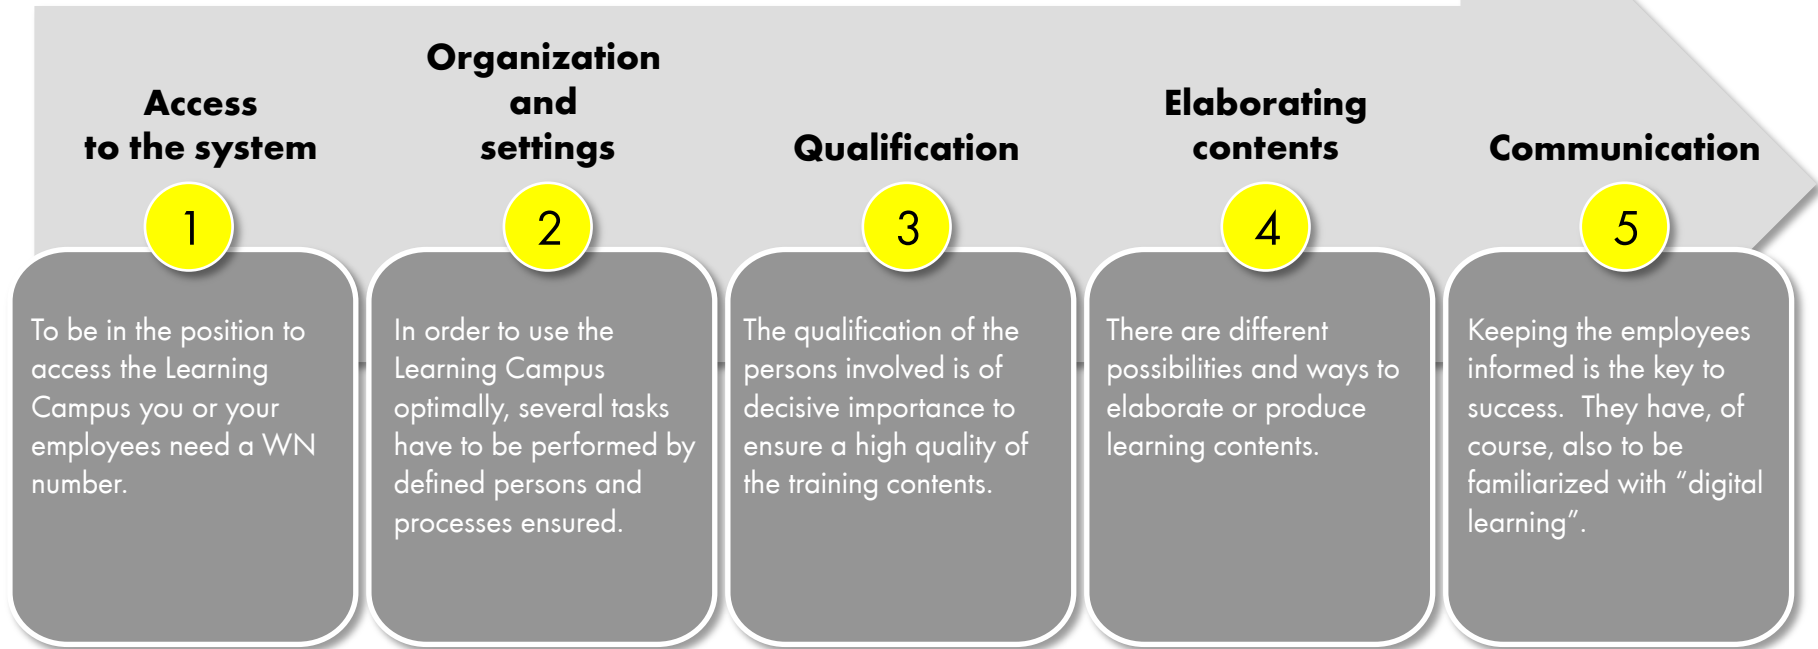 Access
to the system
1
To be in the position to
access the Learning
Campus you or your
employees need a WN
number.
Organization
and
settings
2
In order to use the
Learning Campus
optimally, several tasks
have to be performed by
defined persons and
processes ensured.
Qualification
3
The qualification of the
persons involved is of
decisive importance to
ensure a high quality of
the training contents.
Elaborating
contents
4
There are different
possibilities and ways to
elaborate or produce
learning contents.
Communication
5
Keeping the employees
informed is the key to
success.  They have, of
course, also to be
familiarized with “digital
learning”.